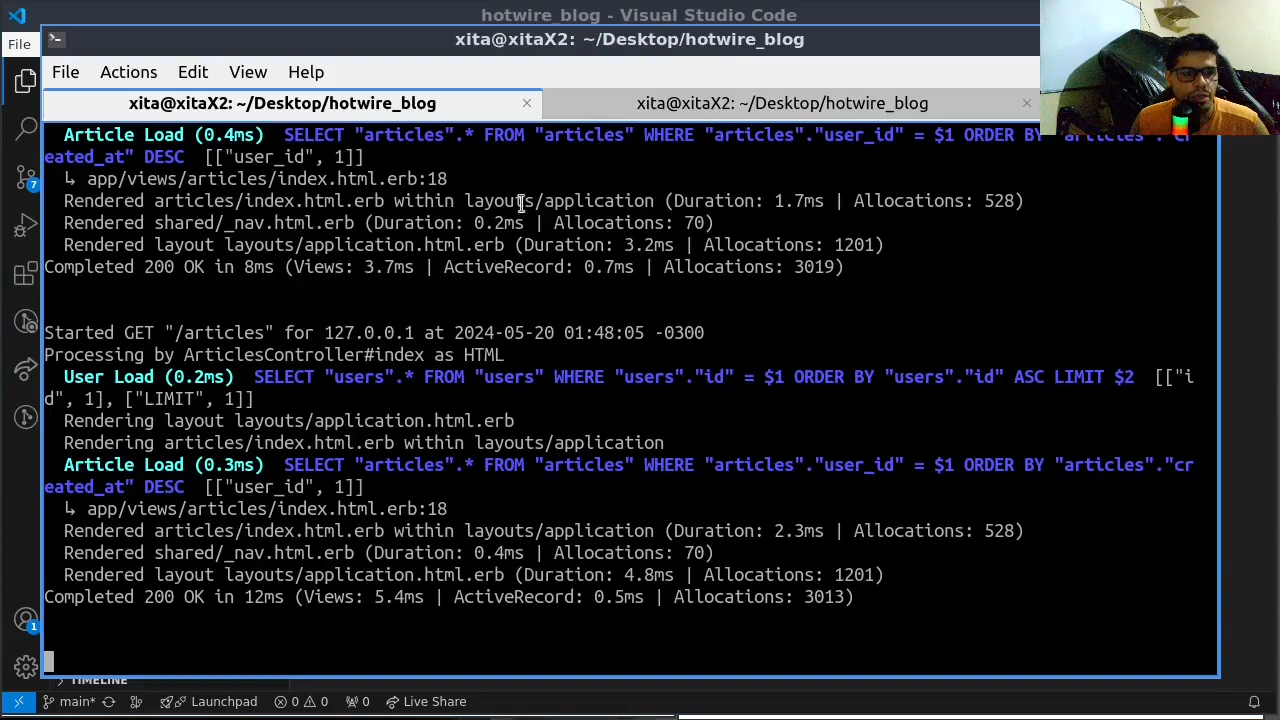 hotwire_blog - Visual Studio Code
File
xita@xitaX2: ~/Desktop/hotwire_blog
File Actions Edit View Help
xita@xitaX2: ~/Desktop/hotwire_blog × xita@xitaX2: ~/Desktop/hotwire_blog ×
Article Load (0.4ms) SELECT "articles".* FROM "articles" WHERE "articles"."user_id" = $1 ORDER BY "articles"."cr
eated_at" DESC [["user_id", 1]]
↳ app/views/articles/index.html.erb:18
Rendered articles/index.html.erb within layouts/application (Duration: 1.7ms | Allocations: 528)
Rendered shared/_nav.html.erb (Duration: 0.2ms | Allocations: 70)
Rendered layout layouts/application.html.erb (Duration: 3.2ms | Allocations: 1201)
Completed 200 OK in 8ms (Views: 3.7ms | ActiveRecord: 0.7ms | Allocations: 3019)
Started GET "/articles" for 127.0.0.1 at 2024-05-20 01:48:05 -0300
Processing by ArticlesController#index as HTML
User Load (0.2ms) SELECT "users".* FROM "users" WHERE "users"."id" = $1 ORDER BY "users"."id" ASC LIMIT $2 [["i
d", 1], ["LIMIT", 1]]
Rendering layout layouts/application.html.erb
Rendering articles/index.html.erb within layouts/application
Article Load (0.3ms) SELECT "articles".* FROM "articles" WHERE "articles"."user_id" = $1 ORDER BY "articles"."cr
eated_at" DESC [["user_id", 1]]
↳ app/views/articles/index.html.erb:18
Rendered articles/index.html.erb within layouts/application (Duration: 2.3ms | Allocations: 528)
Rendered shared/_nav.html.erb (Duration: 0.4ms | Allocations: 70)
Rendered layout layouts/application.html.erb (Duration: 4.8ms | Allocations: 1201)
Completed 200 OK in 12ms (Views: 5.4ms | ActiveRecord: 0.5ms | Allocations: 3013)
7
1
TIMELINE
main* Launchpad 0 0 0 Live Share